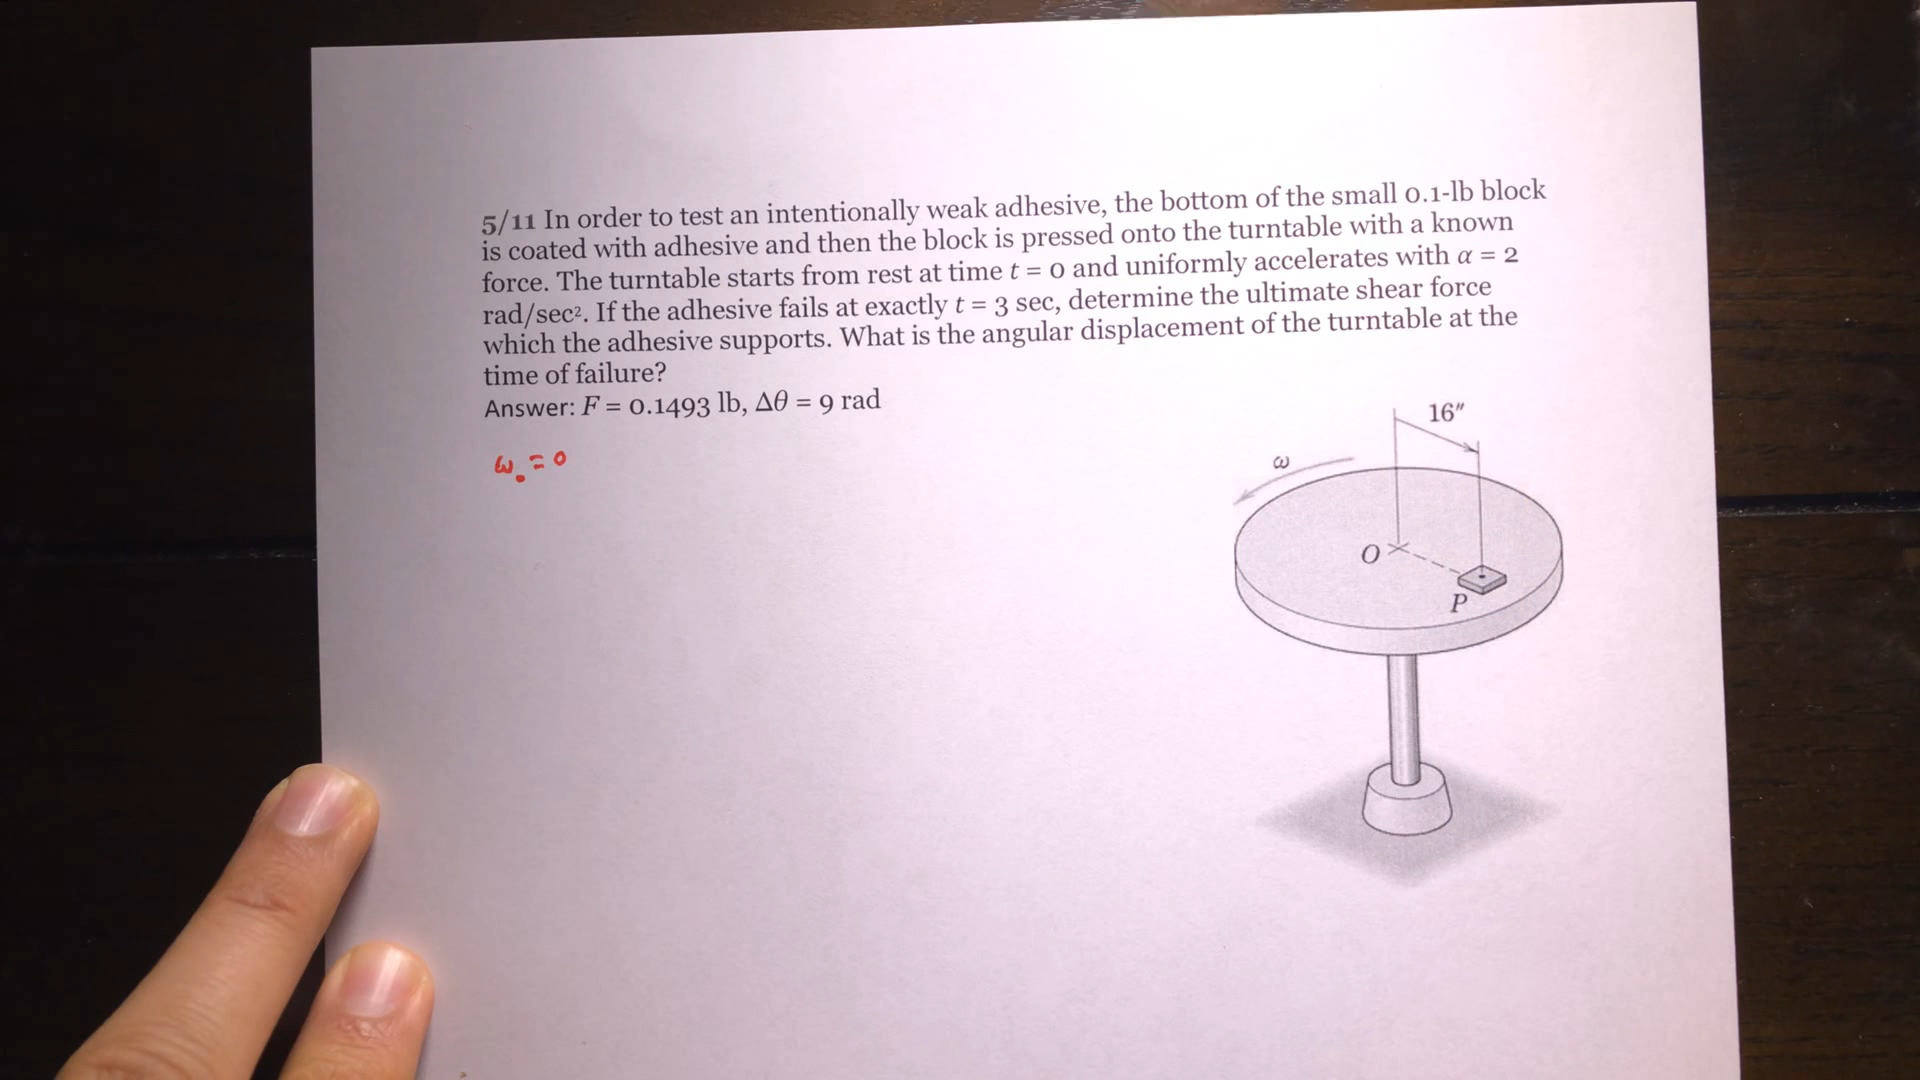 5/11 In order to test an intentionally weak adhesive, the bottom of the small 0.1-lb block
is coated with adhesive and then the block is pressed onto the turntable with a known
force. The turntable starts from rest at time t = 0 and uniformly accelerates with α = 2
rad/sec². If the adhesive fails at exactly t = 3 sec, determine the ultimate shear force
which the adhesive supports. What is the angular displacement of the turntable at the
time of failure?
Answer: F = 0.1493 lb, Δθ = 9 rad
ω₀ = 0
16″
ω
O
P